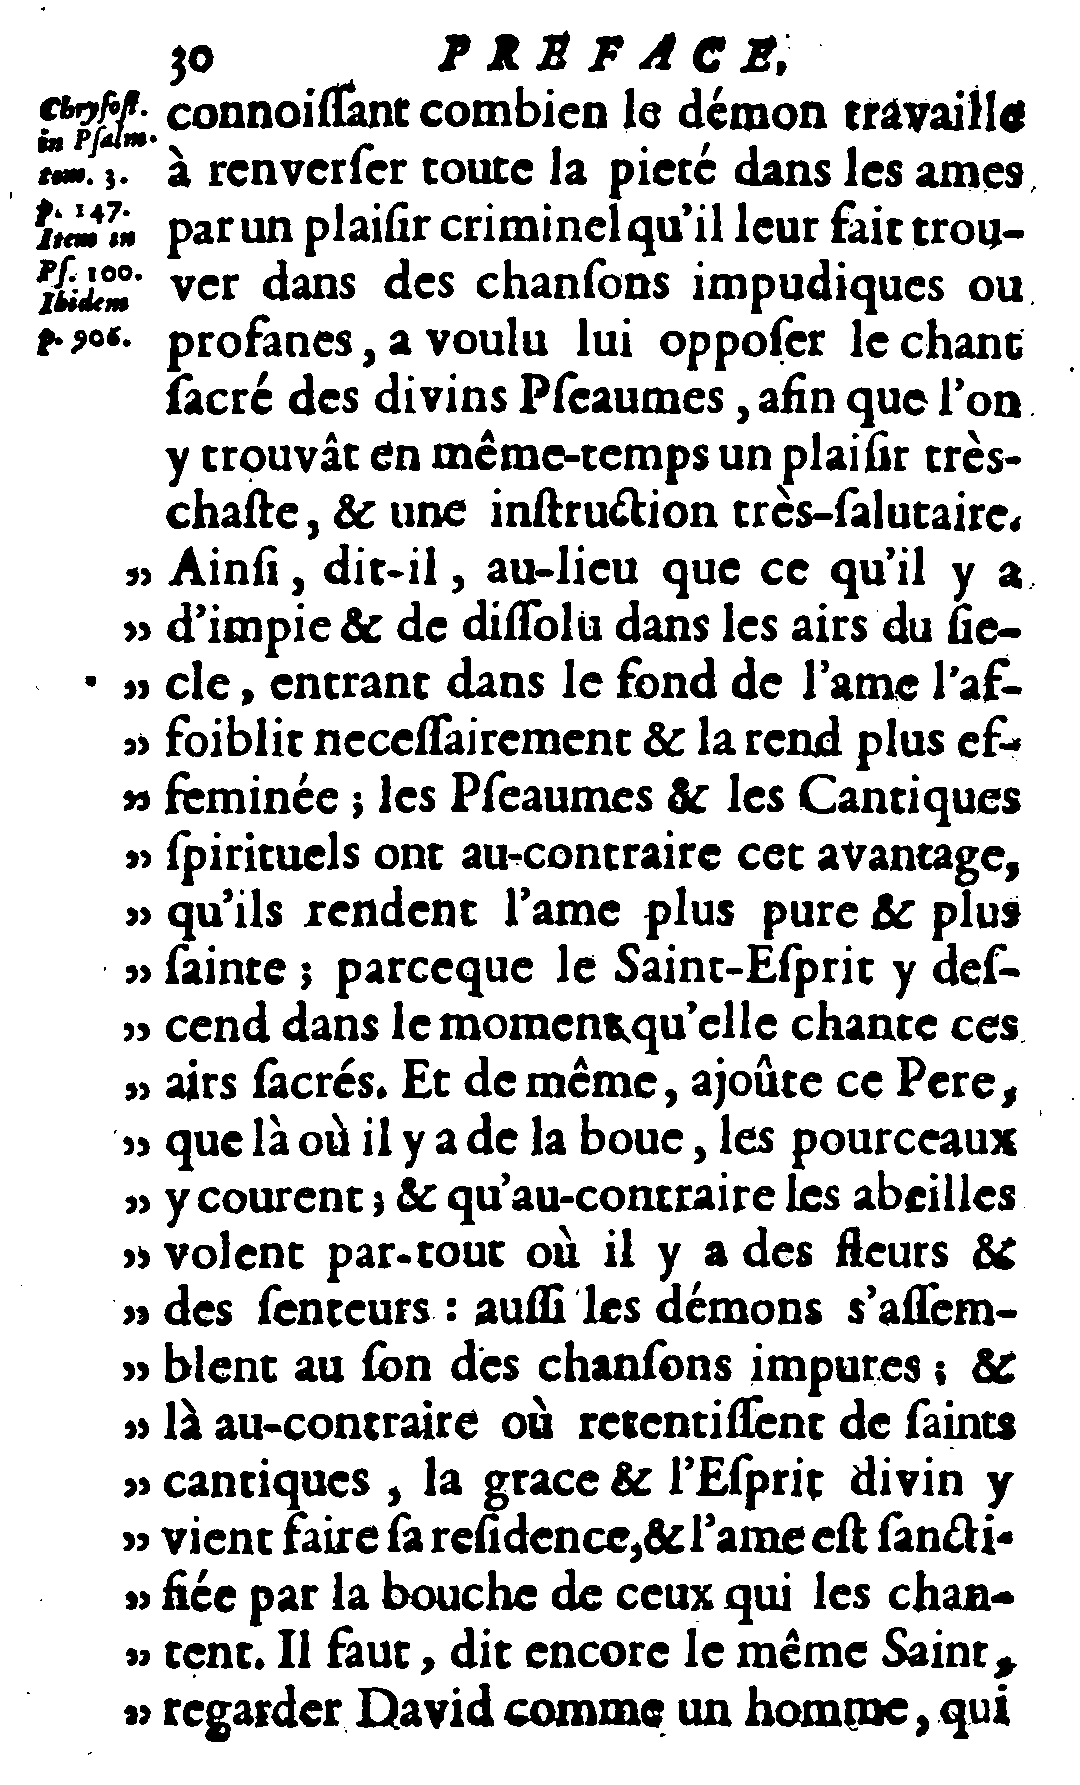 30 PREFACE.
Chryſoſt.
in Pſalm.
tom. 3.
p. 147.
Item in
Pſ. 100.
Ibidem
p. 906.
connoiſſant combien le démon travaille
à renverſer toute la pieté dans les ames
par un plaiſir criminel qu'il leur fait trou-
ver dans des chanſons impudiques ou
profanes, a voulu lui oppoſer le chant
ſacré des divins Pſeaumes, afin que l'on
y trouvât en même-temps un plaiſir très-
chaſte, & une inſtruction très-ſalutaire.
„ Ainſi, dit-il, au-lieu que ce qu'il y a
„ d'impie & de diſſolu dans les airs du ſie-
„ cle, entrant dans le fond de l'ame l'af-
„ foiblit neceſſairement & la rend plus ef-
„ feminée ; les Pſeaumes & les Cantiques
„ ſpirituels ont au-contraire cet avantage,
„ qu'ils rendent l'ame plus pure & plus
„ ſainte ; parceque le Saint-Eſprit y deſ-
„ cend dans le moment qu'elle chante ces
„ airs ſacrés. Et de même, ajoûte ce Pere,
„ que là où il y a de la boue, les pourceaux
„ y courent ; & qu'au-contraire les abeilles
„ volent par-tout où il y a des fleurs &
„ des ſenteurs : auſſi les démons s'aſſem-
„ blent au ſon des chanſons impures ; &
„ là au-contraire où retentiſſent de ſaints
„ cantiques, la grace & l'Eſprit divin y
„ vient faire ſa reſidence, & l'ame eſt ſancti-
„ fiée par la bouche de ceux qui les chan-
„ tent. Il faut, dit encore le même Saint,
„ regarder David comme un homme, qui